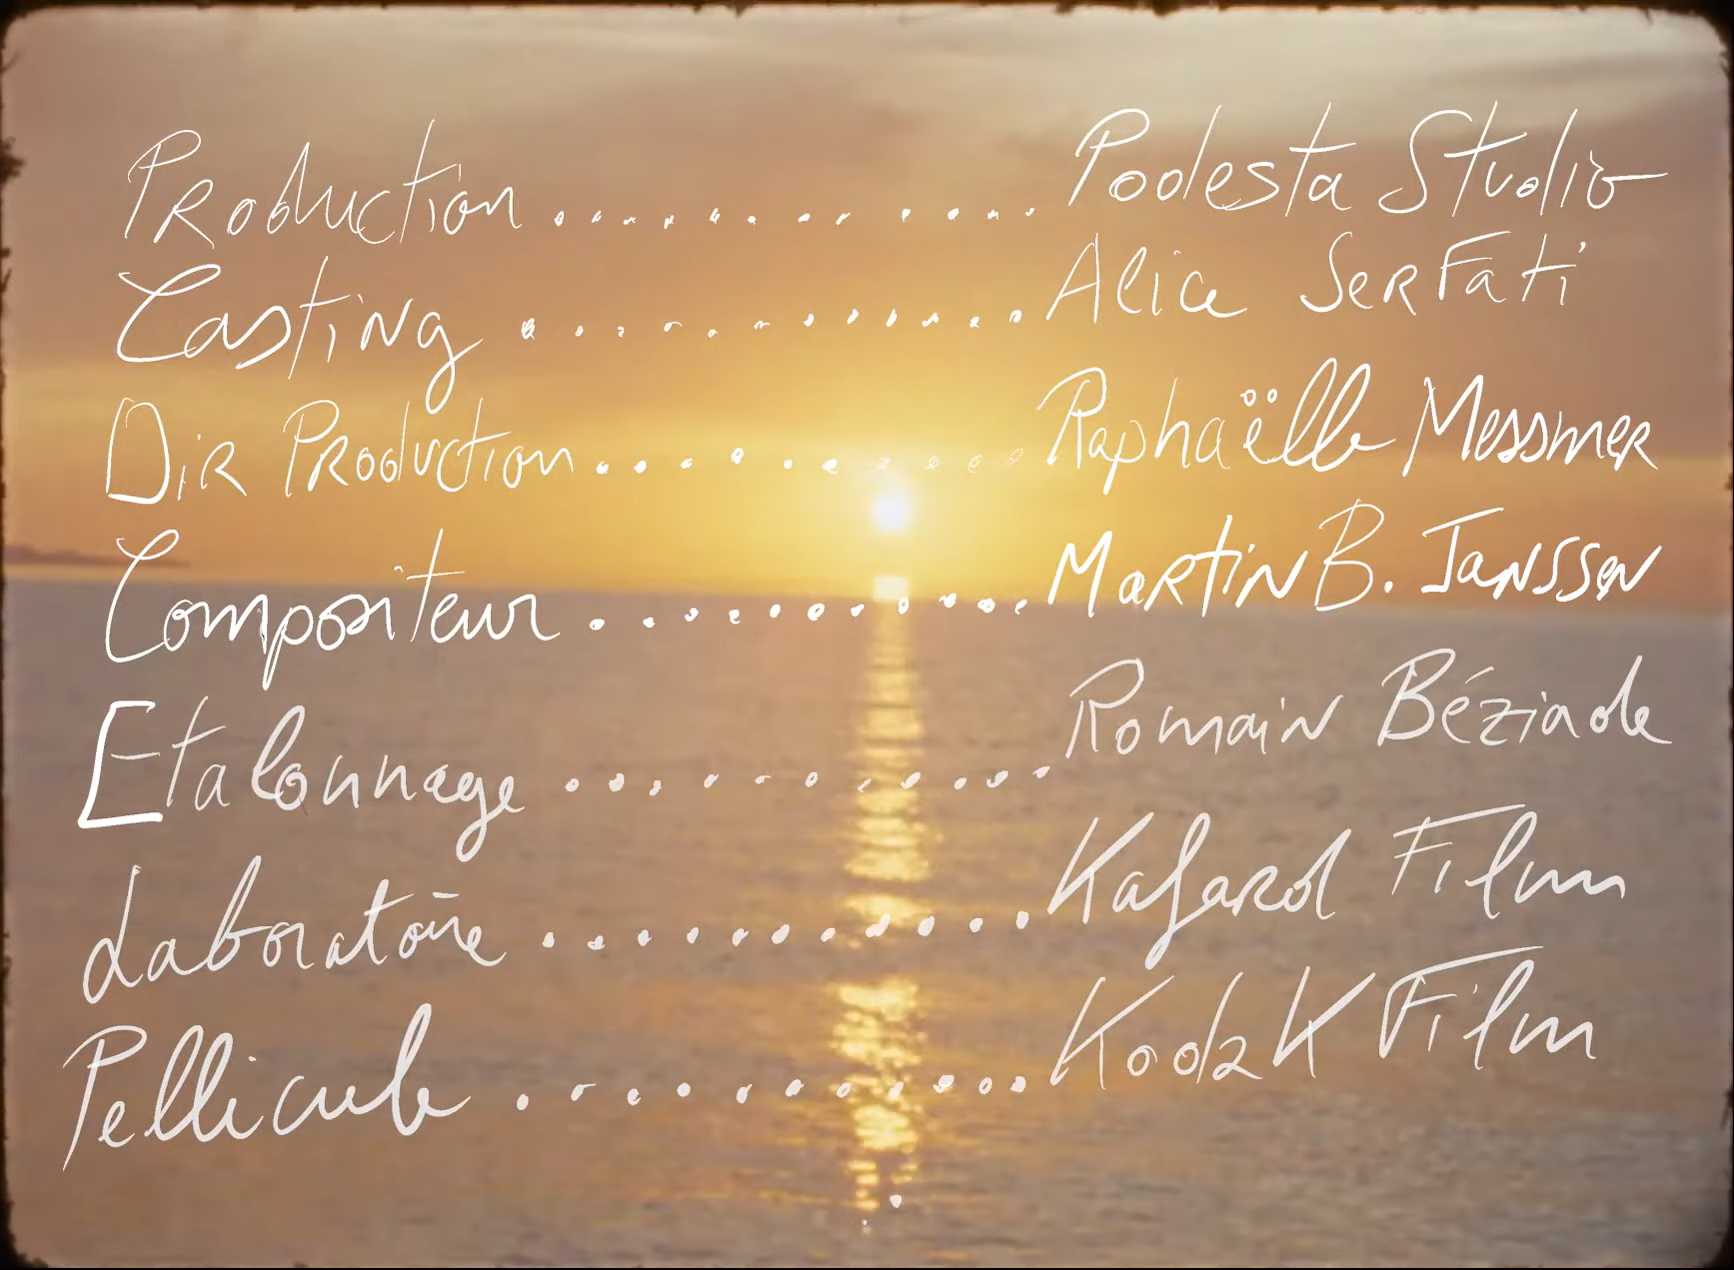 Production .................. Podesta Studio
Casting ............... Alice Serfati
Dir Production ............ Raphaëlle Messmer
Compositeur ............ Martin B. Janssen
Etalonnage ............ Romain Béziade
Laboratoire ............ Kafard Film
Pellicule ............ Kodak Film